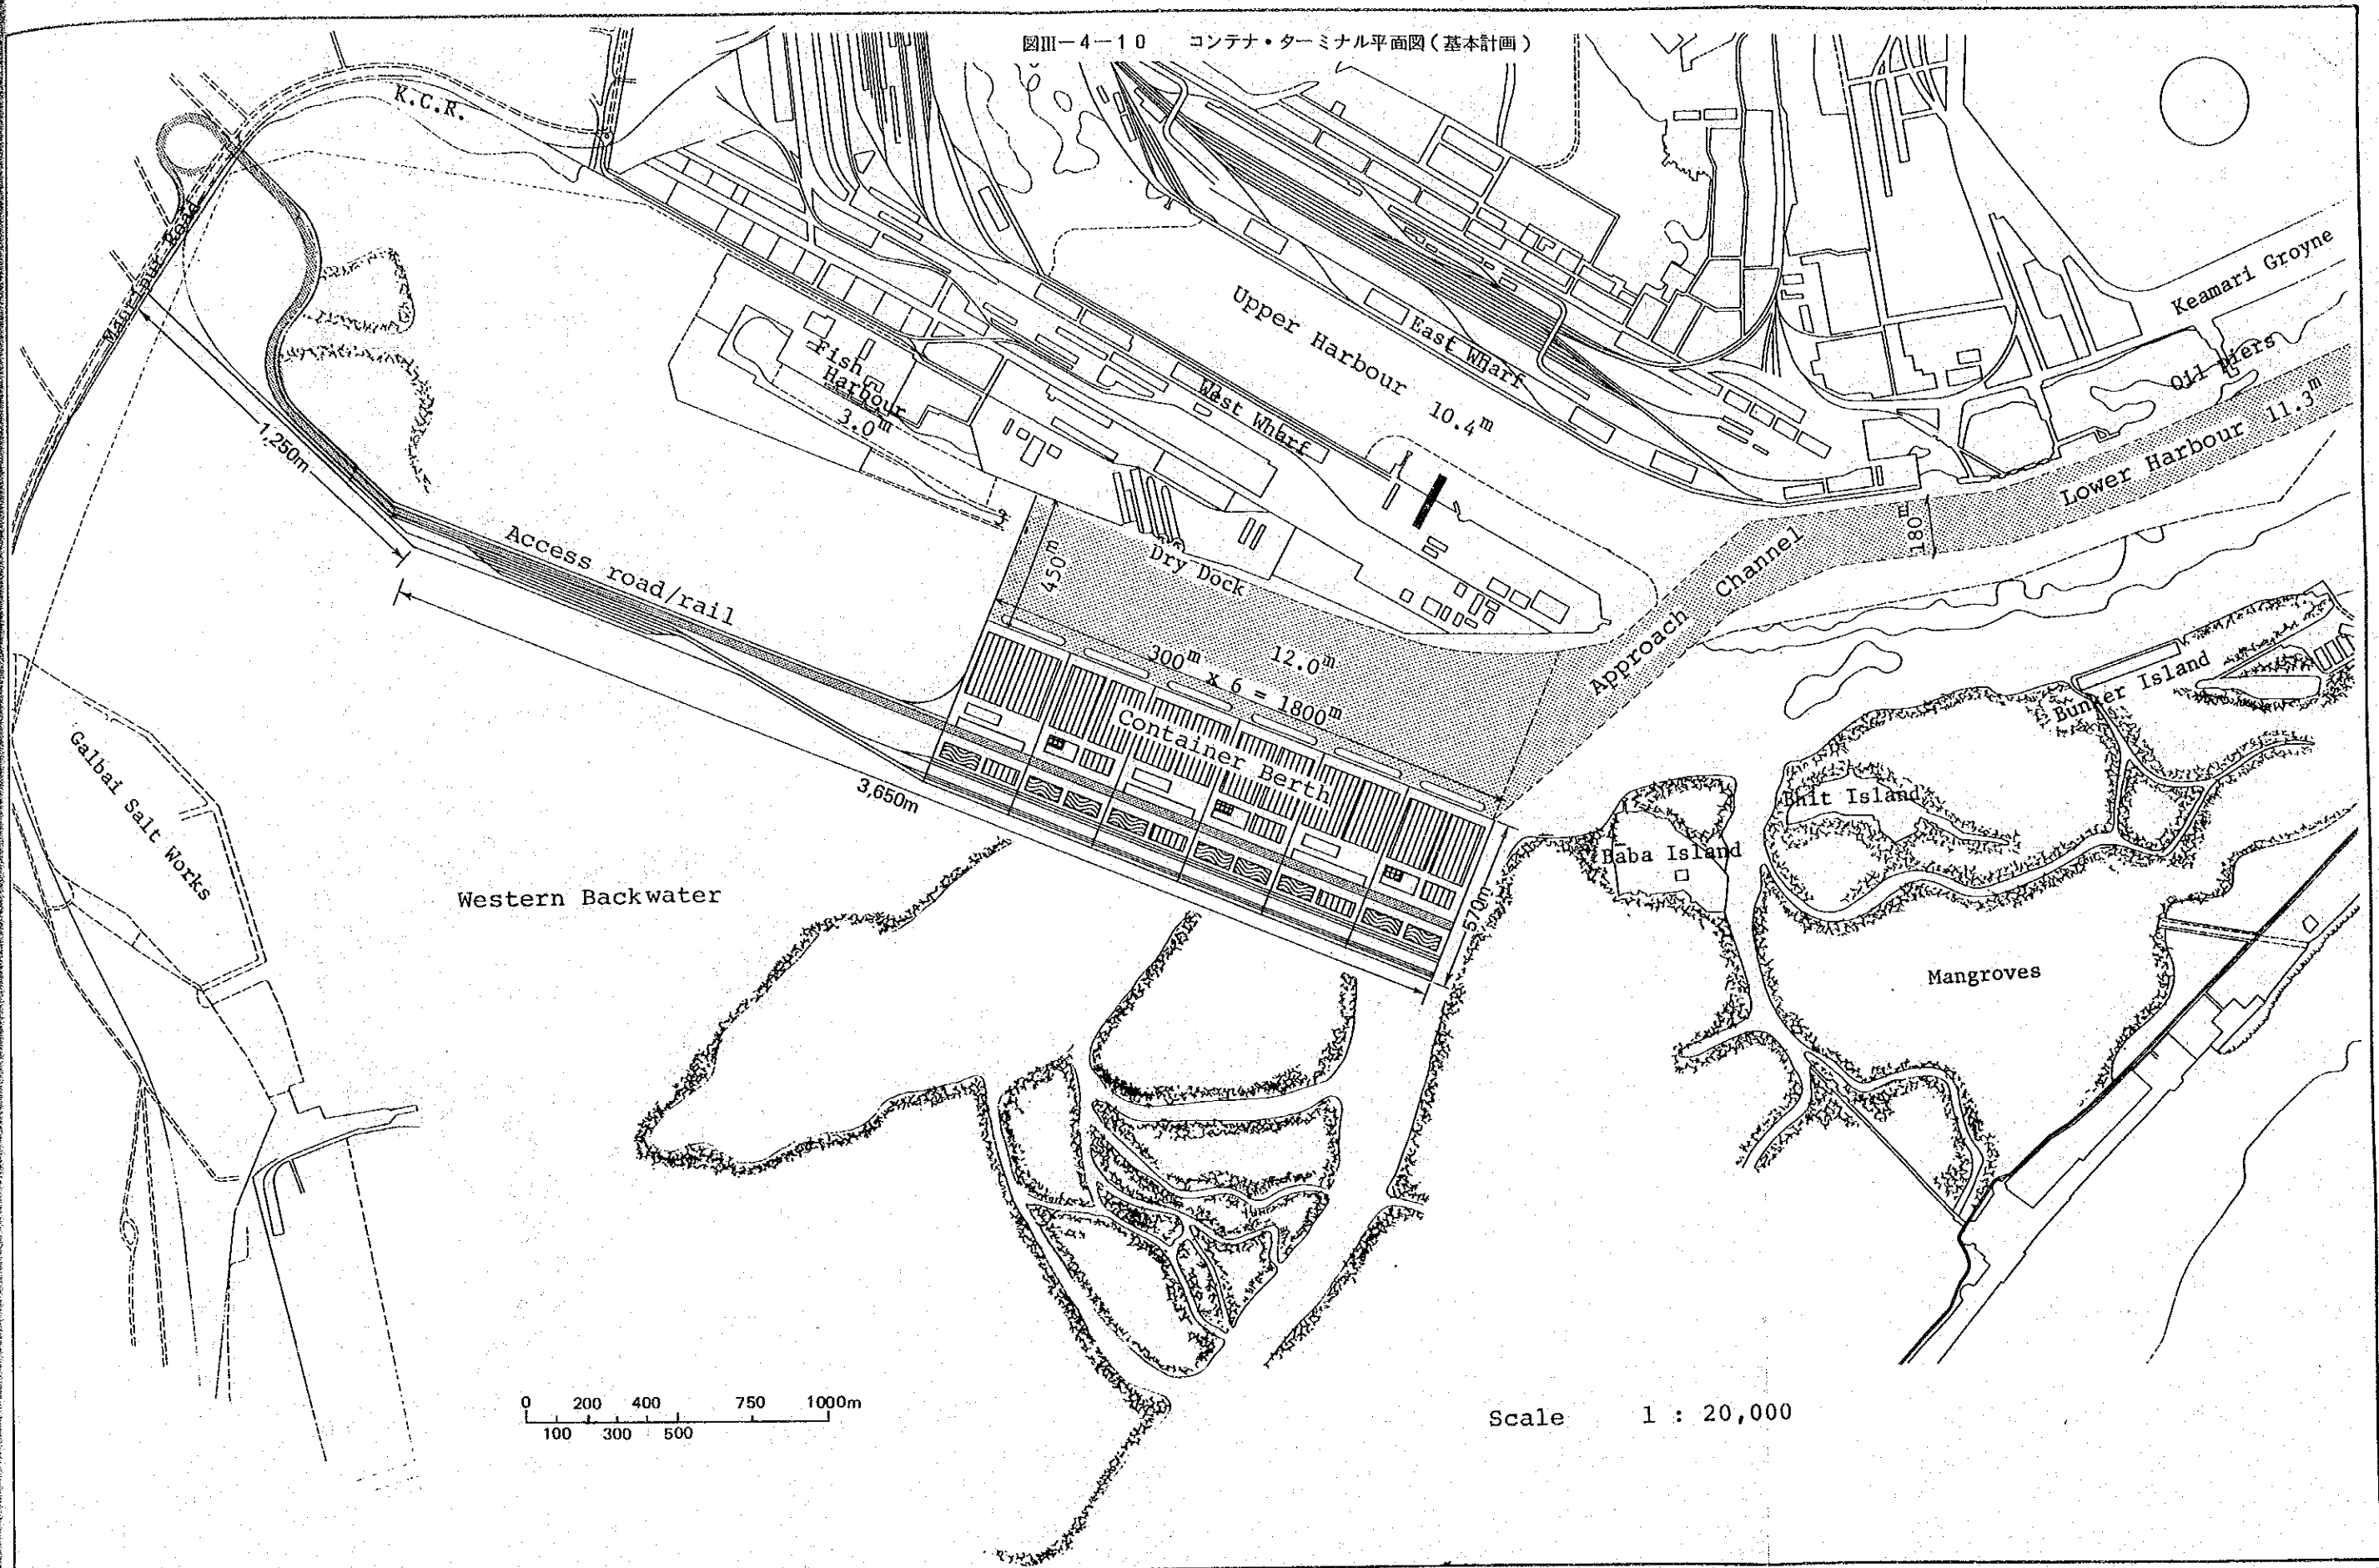 図III-4-10 コンテナ・ターミナル平面図(基本計画)
K.C.R.
Road
1,250m
Access road/rail
Fish
Harbour
3.0m
West Wharf
Upper Harbour 10.4m
East Wharf
Keamari Groyne
Oil Piers
Lower Harbour 11.3m
180m
Approach Channel
Dry Dock
450m
12.0m
300m x 6 = 1800m
Container Berth
3,650m
570m
Bunker Island
Bhit Island
Baba Island
Mangroves
Galbai Salt Works
Western Backwater
0 200 400 750 1000m
100 300 500
Scale 1 : 20,000